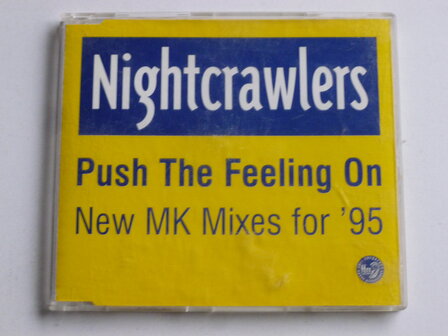 Nightcrawlers
Push The Feeling On
New MK Mixes for ’95